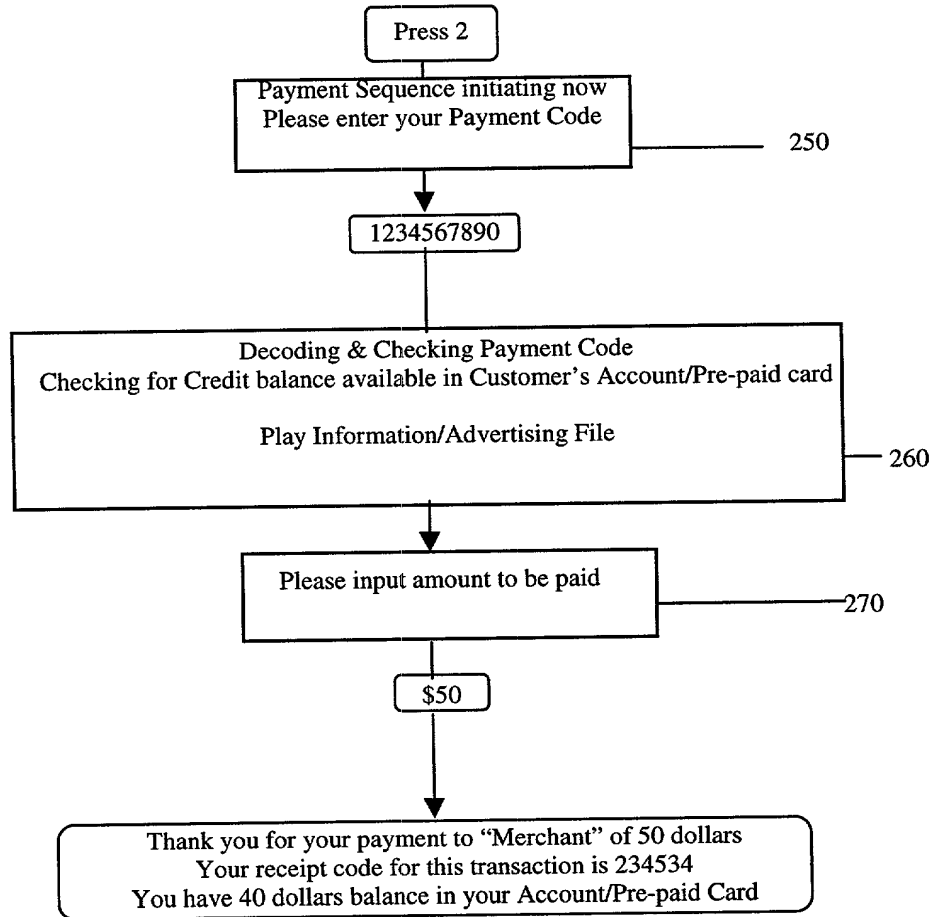 Press 2
Payment Sequence initiating now
Please enter your Payment Code
250
1234567890
Decoding & Checking Payment Code
Checking for Credit balance available in Customer's Account/Pre-paid card
Play Information/Advertising File
260
Please input amount to be paid
270
$50
Thank you for your payment to “Merchant” of 50 dollars
Your receipt code for this transaction is 234534
You have 40 dollars balance in your Account/Pre-paid Card